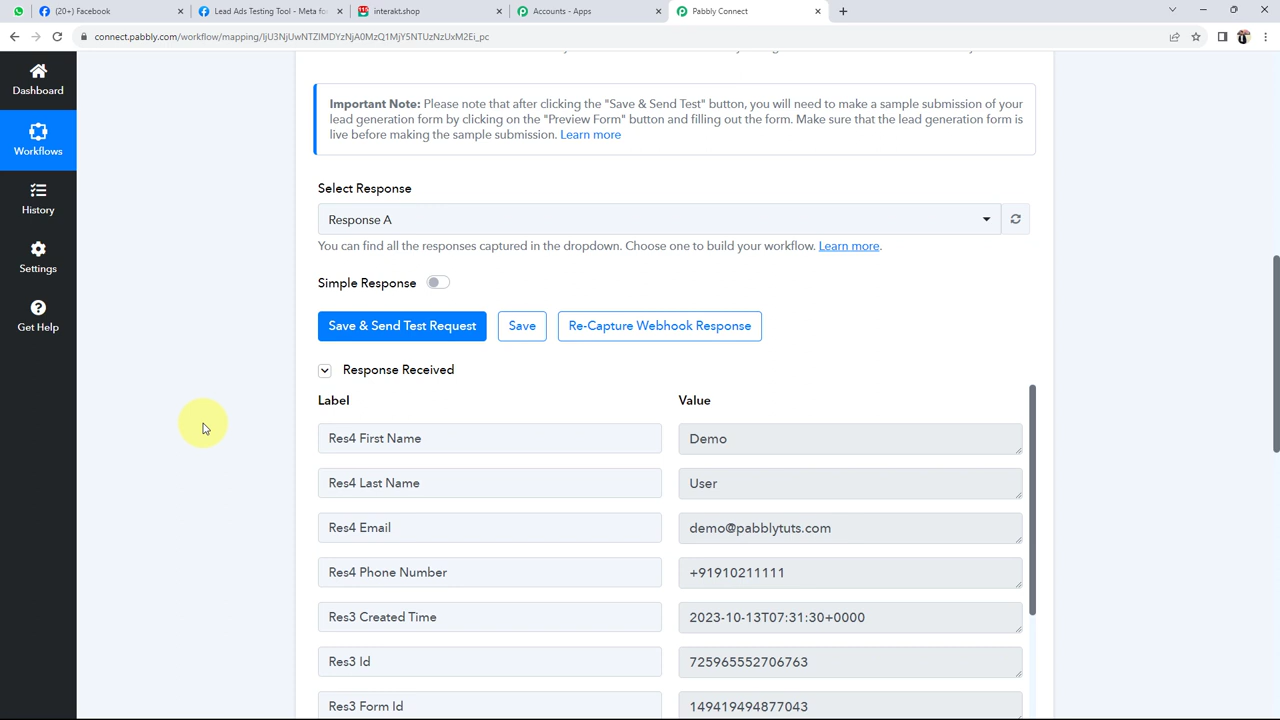 (20+) Facebook
Lead Ads Testing Tool - Meta fo
interakt.shop
Accounts - Apps
Pabbly Connect
connect.pabbly.com/workflow/mapping/IjU3NjUwNTZlMDYzNjA0MzQ1MjY5NTUzNzUxM2Ei_pc
Dashboard
Workflows
History
Settings
Get Help
Important Note: Please note that after clicking the "Save & Send Test" button, you will need to make a sample submission of your
lead generation form by clicking on the "Preview Form" button and filling out the form. Make sure that the lead generation form is
live before making the sample submission. Learn more
Select Response
Response A
You can find all the responses captured in the dropdown. Choose one to build your workflow. Learn more.
Simple Response
Save & Send Test Request
Save
Re-Capture Webhook Response
Response Received
Label
Value
Res4 First Name
Demo
Res4 Last Name
User
Res4 Email
demo@pabblytuts.com
Res4 Phone Number
+91910211111
Res3 Created Time
2023-10-13T07:31:30+0000
Res3 Id
725965552706763
Res3 Form Id
149419494877043